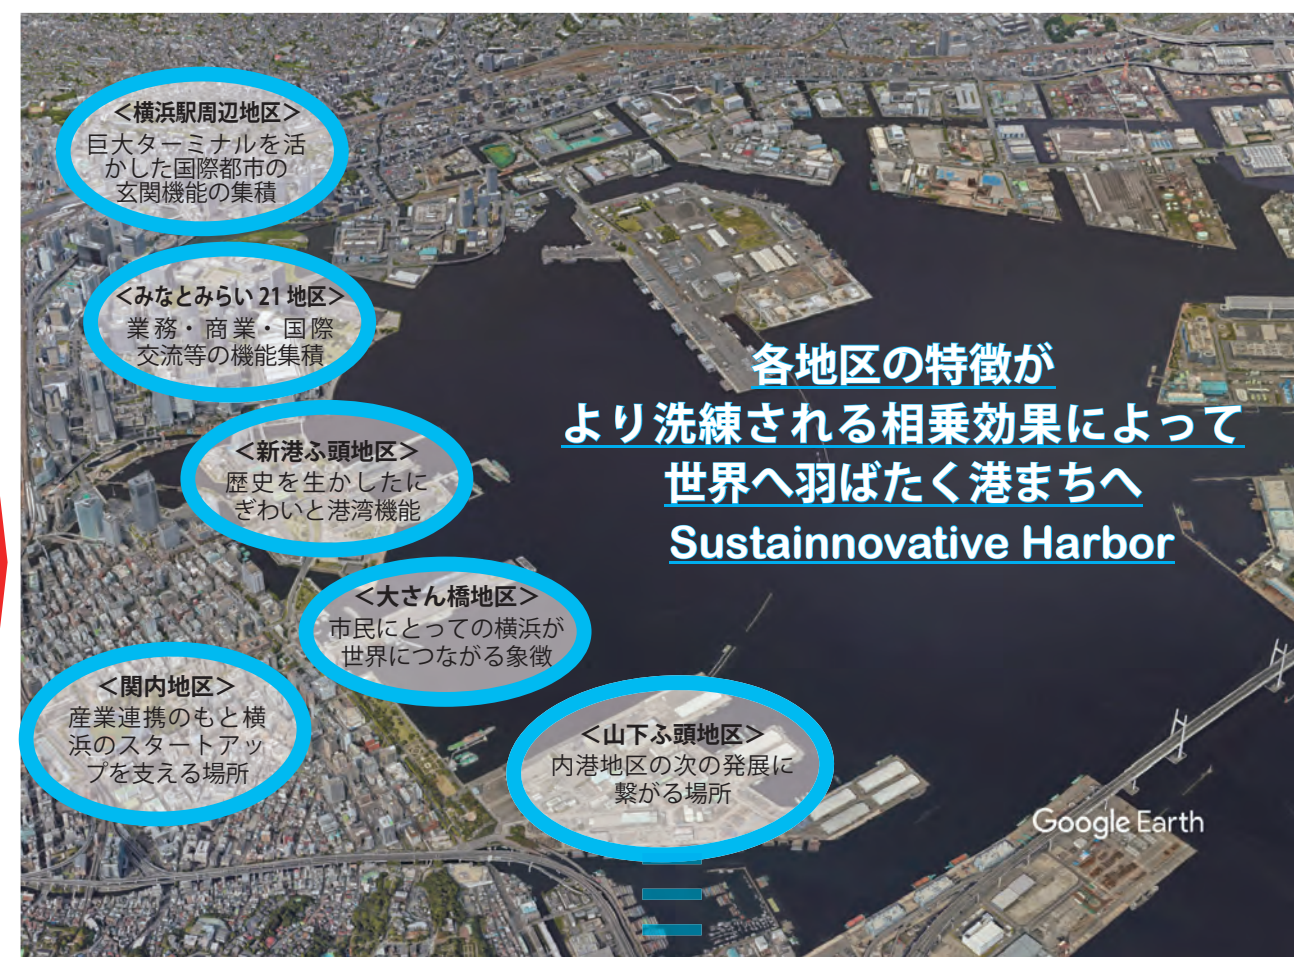 ＜横浜駅周辺地区＞
巨大ターミナルを活
かした国際都市の
玄関機能の集積
＜みなとみらい 21 地区＞
業務・商業・国際
交流等の機能集積
＜新港ふ頭地区＞
歴史を生かしたに
ぎわいと港湾機能
＜大さん橋地区＞
市民にとっての横浜が
世界につながる象徴
＜関内地区＞
産業連携のもと横
浜のスタートアッ
プを支える場所
＜山下ふ頭地区＞
内港地区の次の発展に
繋がる場所
各地区の特徴が
より洗練される相乗効果によって
世界へ羽ばたく港まちへ
Sustainnovative Harbor
Google Earth